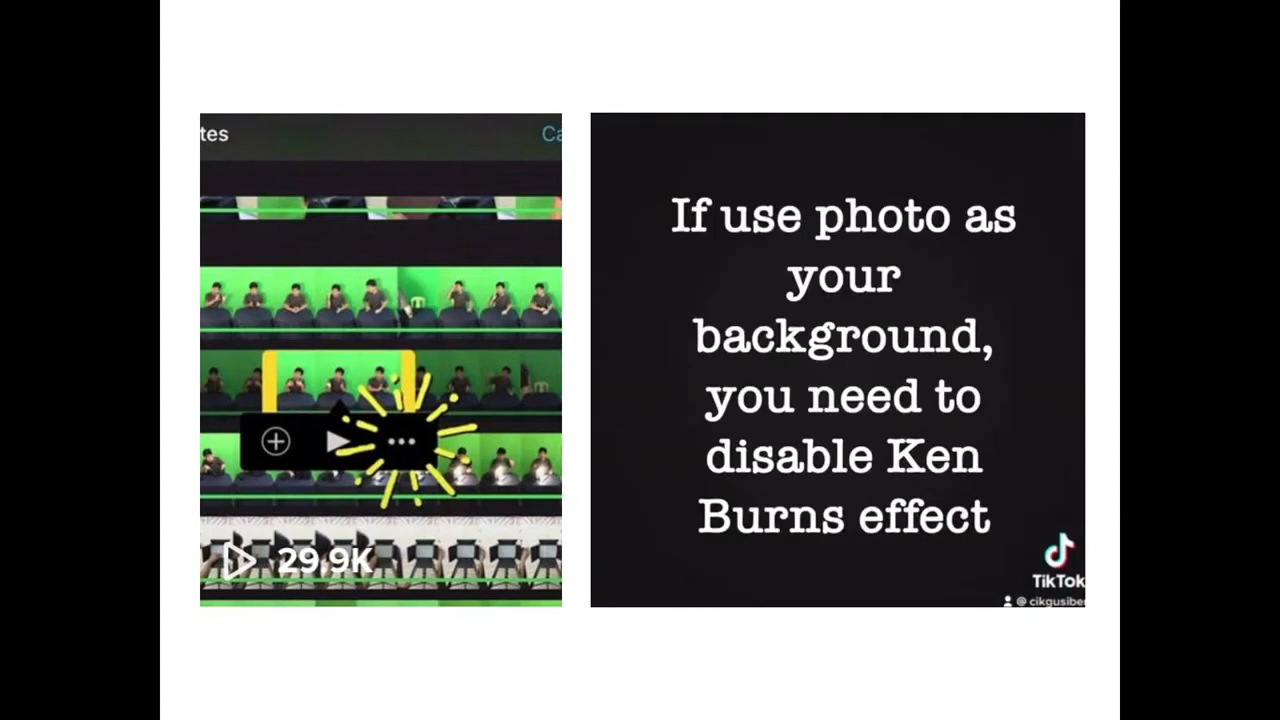 tes
Ca
29.9K
If use photo as
your
background,
you need to
disable Ken
Burns effect
TikTok
@ cikgusibe